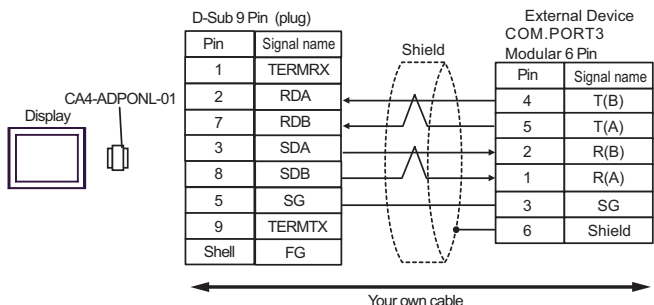 D-Sub 9 Pin (plug)
External Device
COM.PORT3
Modular 6 Pin
Shield
Pin Signal name
1 TERMRX
2 RDA
7 RDB
3 SDA
8 SDB
5 SG
9 TERMTX
Shell FG
Pin Signal name
4 T(B)
5 T(A)
2 R(B)
1 R(A)
3 SG
6 Shield
CA4-ADPONL-01
Display
Your own cable